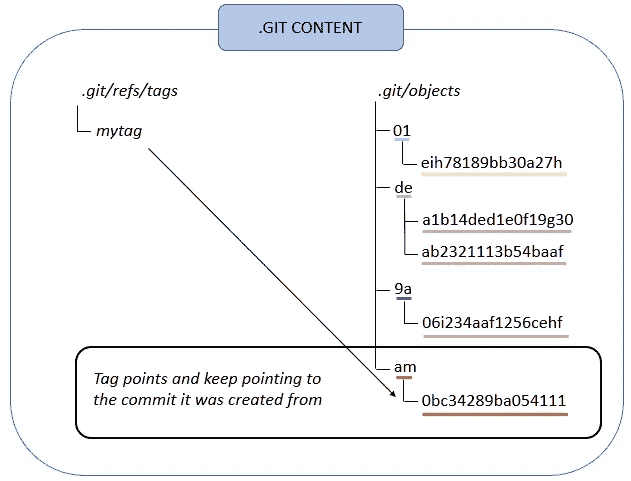 .GIT CONTENT
.git/refs/tags
mytag
.git/objects
01
eih78189bb30a27h
de
a1b14ded1e0f19g30
ab2321113b54baaf
9a
06i234aaf1256cehf
am
0bc34289ba054111
Tag points and keep pointing to
the commit it was created from